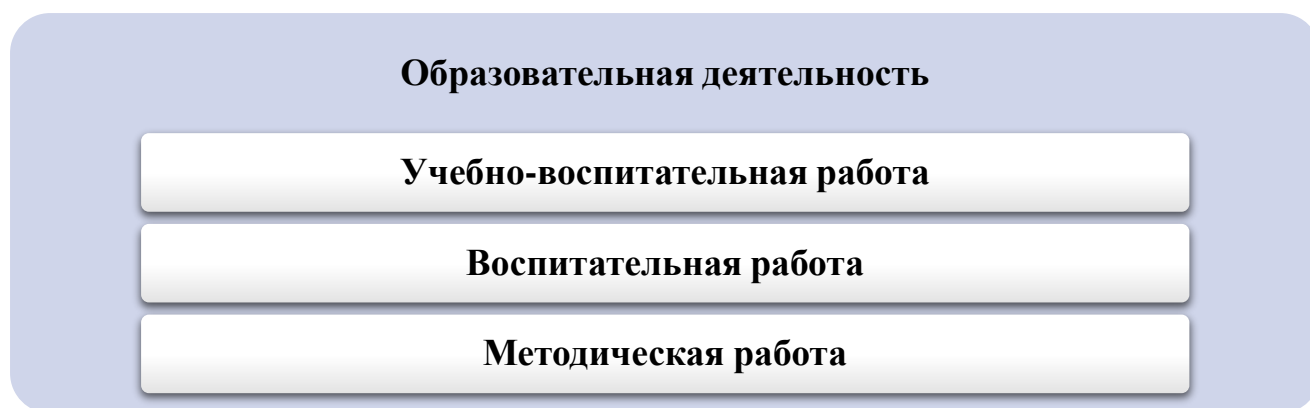 Образовательная деятельность
Учебно-воспитательная работа
Воспитательная работа
Методическая работа